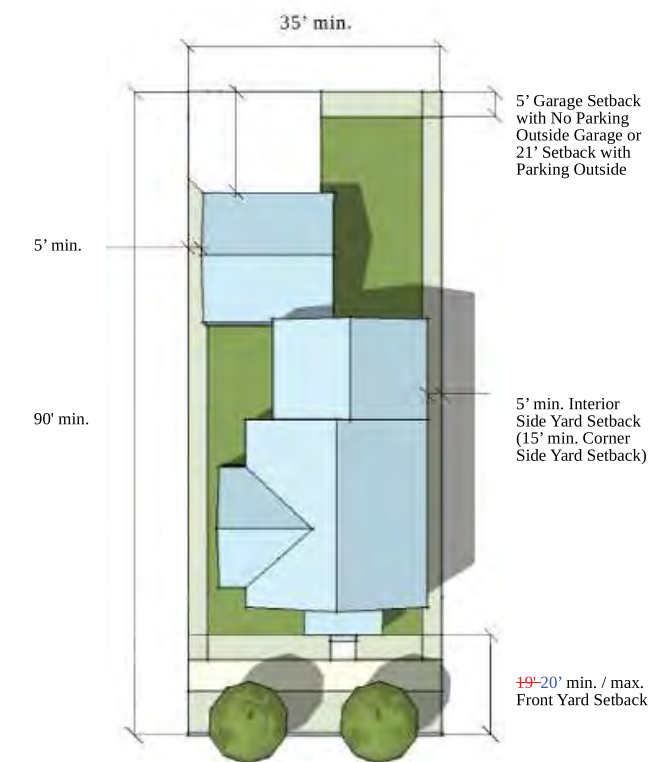 35’ min.
5’ Garage Setback
with No Parking
Outside Garage or
21’ Setback with
Parking Outside
5’ min.
5’ min. Interior
Side Yard Setback
(15’ min. Corner
Side Yard Setback)
90' min.
19' 20’ min. / max.
Front Yard Setback